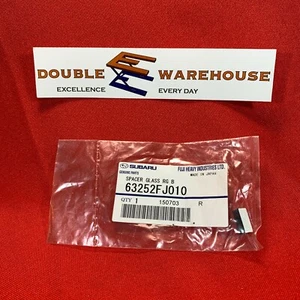 DOUBLE WAREHOUSE
EXCELLENCE EVERY DAY
SUBARU FUJI HEAVY INDUSTRIES LTD.
GENUINE PARTS MADE IN JAPAN
SPACER GLASS RG B
63252FJ010
QTY 1 150703 R